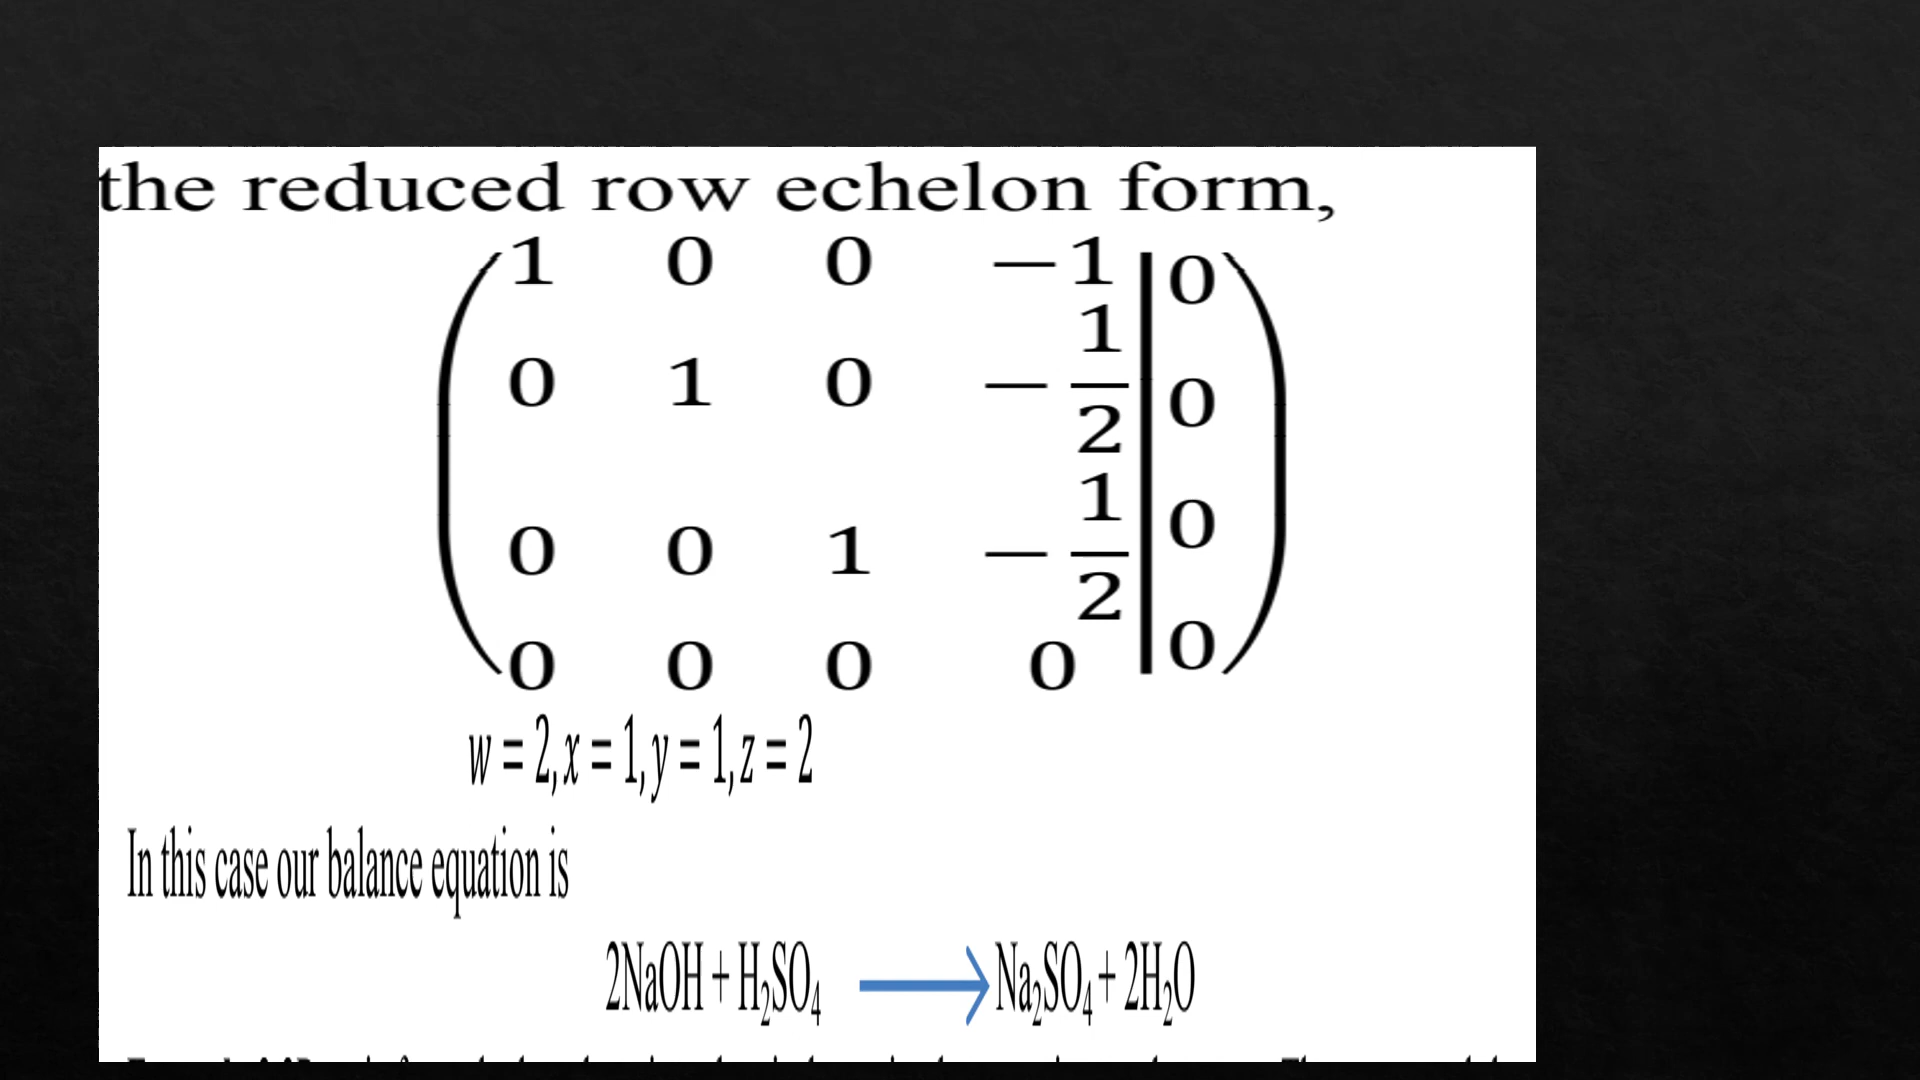 the reduced row echelon form,
1 0 0 −1 | 0
0 1 0 −1/2 | 0
0 0 1 −1/2 | 0
0 0 0 0 | 0
w = 2, x = 1, y = 1, z = 2
In this case our balance equation is
2NaOH + H₂SO₄ → Na₂SO₄ + 2H₂O